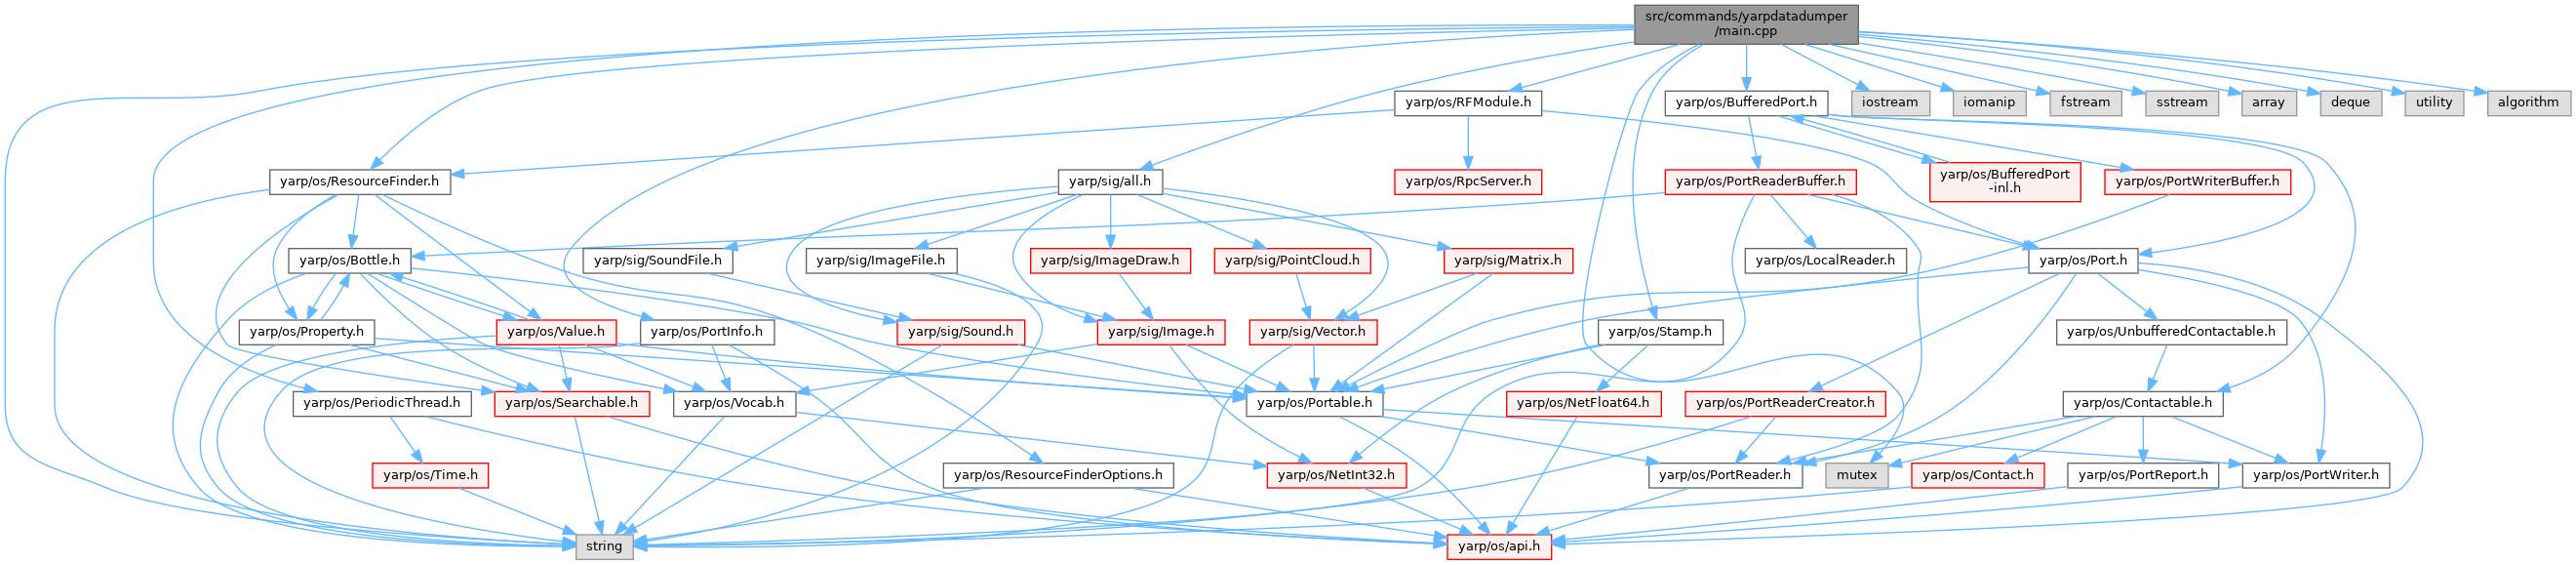 src/commands/yarpdatadumper
/main.cpp
yarp/os/RFModule.h
yarp/os/BufferedPort.h
iostream
iomanip
fstream
sstream
array
deque
utility
algorithm
yarp/os/ResourceFinder.h
yarp/os/RpcServer.h
yarp/sig/all.h
yarp/os/PortReaderBuffer.h
yarp/os/BufferedPort
-inl.h
yarp/os/PortWriterBuffer.h
yarp/os/Bottle.h
yarp/sig/SoundFile.h
yarp/sig/ImageFile.h
yarp/sig/ImageDraw.h
yarp/sig/PointCloud.h
yarp/sig/Matrix.h
yarp/os/LocalReader.h
yarp/os/Port.h
yarp/os/Property.h
yarp/os/Value.h
yarp/os/PortInfo.h
yarp/sig/Sound.h
yarp/sig/Image.h
yarp/sig/Vector.h
yarp/os/Stamp.h
yarp/os/UnbufferedContactable.h
yarp/os/PeriodicThread.h
yarp/os/Searchable.h
yarp/os/Vocab.h
yarp/os/Portable.h
yarp/os/NetFloat64.h
yarp/os/PortReaderCreator.h
yarp/os/Contactable.h
yarp/os/Time.h
yarp/os/ResourceFinderOptions.h
yarp/os/NetInt32.h
yarp/os/PortReader.h
mutex
yarp/os/Contact.h
yarp/os/PortReport.h
yarp/os/PortWriter.h
string
yarp/os/api.h